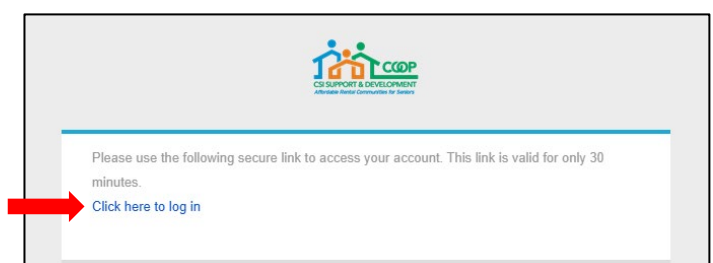 COOP
CSI SUPPORT & DEVELOPMENT
Affordable Rental Communities for Seniors
Please use the following secure link to access your account. This link is valid for only 30
minutes.
Click here to log in